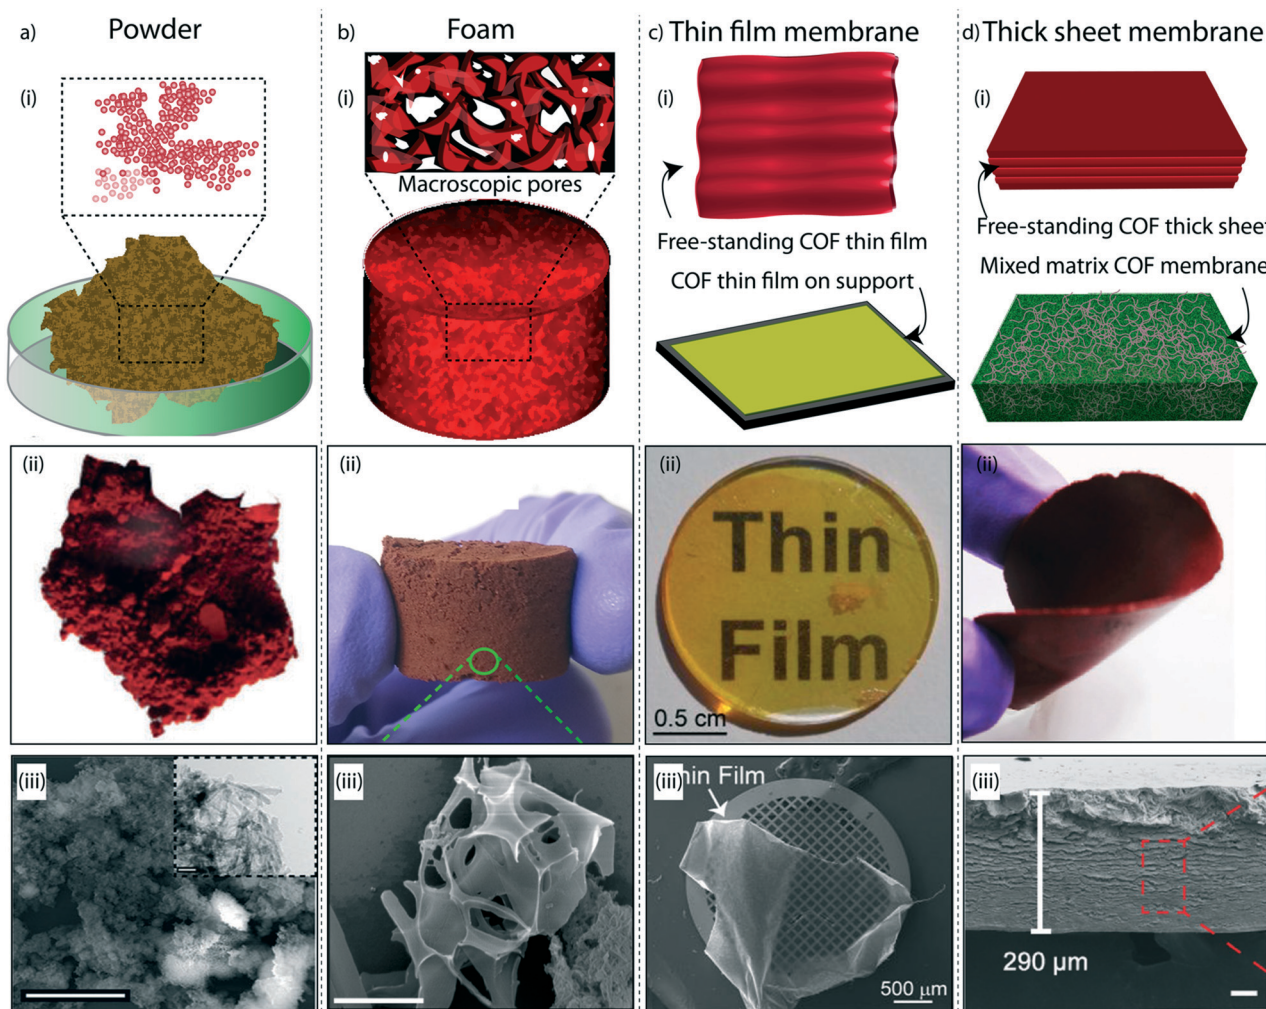 a)
Powder
(i)
b)
Foam
(i)
Macroscopic pores
c) Thin film membrane
(i)
Free-standing COF thin film
COF thin film on support
d) Thick sheet membrane
(i)
Free-standing COF thick sheet
Mixed matrix COF membrane
(ii)
(ii)
(ii)
Thin
Film
0.5 cm
(ii)
(iii)
(iii)
(iii)
hin Film
500 μm
(iii)
290 μm